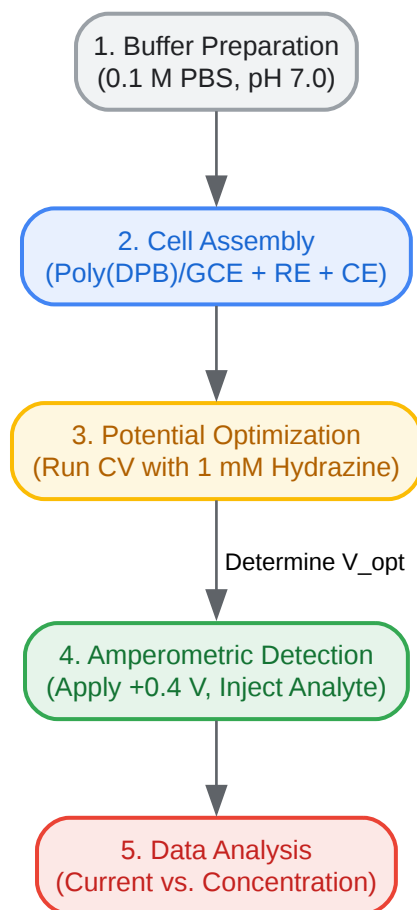 1. Buffer Preparation
(0.1 M PBS, pH 7.0)
2. Cell Assembly
(Poly(DPB)/GCE + RE + CE)
3. Potential Optimization
(Run CV with 1 mM Hydrazine)
Determine V_opt
4. Amperometric Detection
(Apply +0.4 V, Inject Analyte)
5. Data Analysis
(Current vs. Concentration)